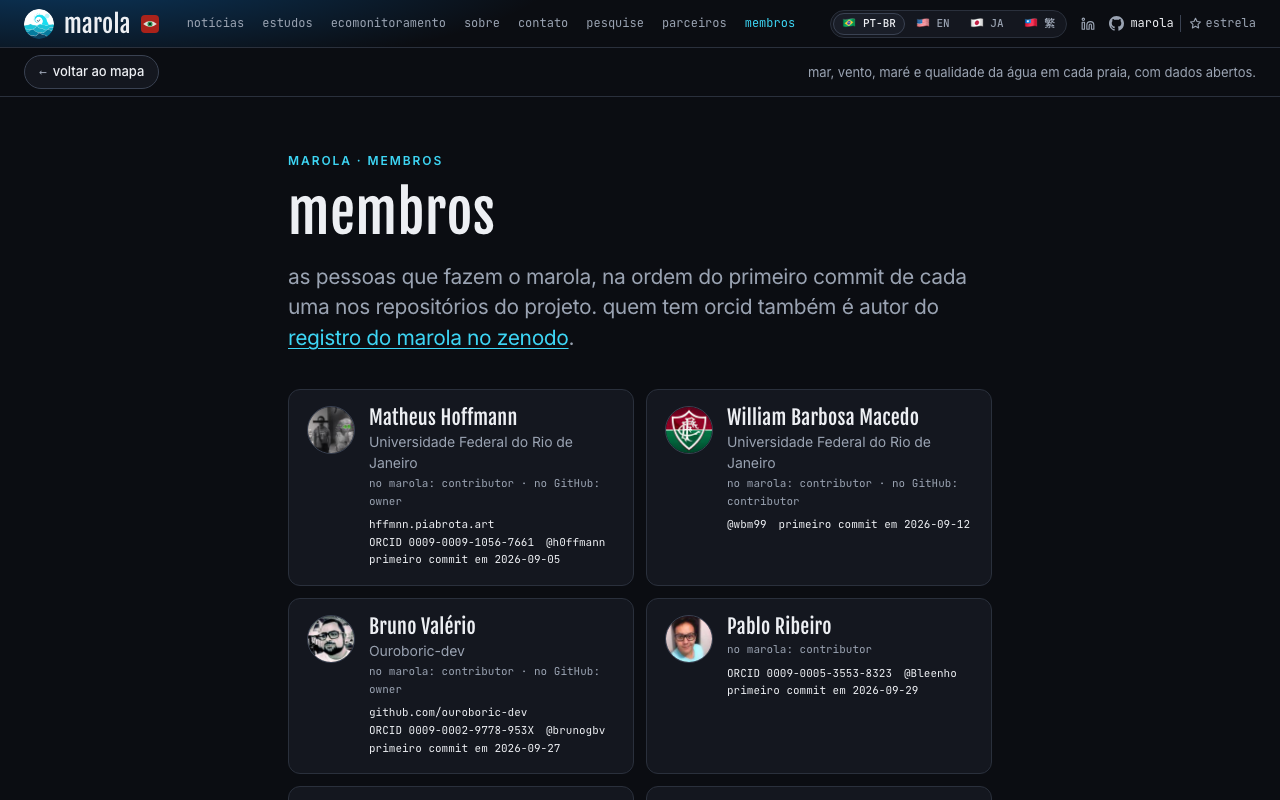 marola
notícias estudos ecomonitoramento sobre contato pesquise parceiros membros
PT-BR EN JA 繁
marola estrela
← voltar ao mapa
mar, vento, maré e qualidade da água em cada praia, com dados abertos.
MAROLA · MEMBROS
membros
as pessoas que fazem o marola, na ordem do primeiro commit de cada
uma nos repositórios do projeto. quem tem orcid também é autor do
registro do marola no zenodo.
Matheus Hoffmann
Universidade Federal do Rio de
Janeiro
no marola: contributor · no GitHub:
owner
hffmnn.piabrota.art
ORCID 0009-0009-1056-7661 @h0ffmann
primeiro commit em 2026-09-05
William Barbosa Macedo
Universidade Federal do Rio de
Janeiro
no marola: contributor · no GitHub:
contributor
@wbm99 primeiro commit em 2026-09-12
Bruno Valério
Ouroboric-dev
no marola: contributor · no GitHub:
owner
github.com/ouroboric-dev
ORCID 0009-0002-9778-953X @brunogbv
primeiro commit em 2026-09-27
Pablo Ribeiro
no marola: contributor
ORCID 0009-0005-3553-8323 @Bleenho
primeiro commit em 2026-09-29